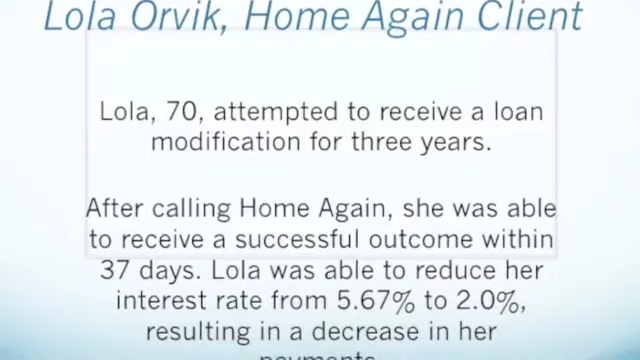 Lola Orvik, Home Again Client
Lola, 70, attempted to receive a loan
modification for three years.
After calling Home Again, she was able
to receive a successful outcome within
37 days. Lola was able to reduce her
interest rate from 5.67% to 2.0%,
resulting in a decrease in her
payments